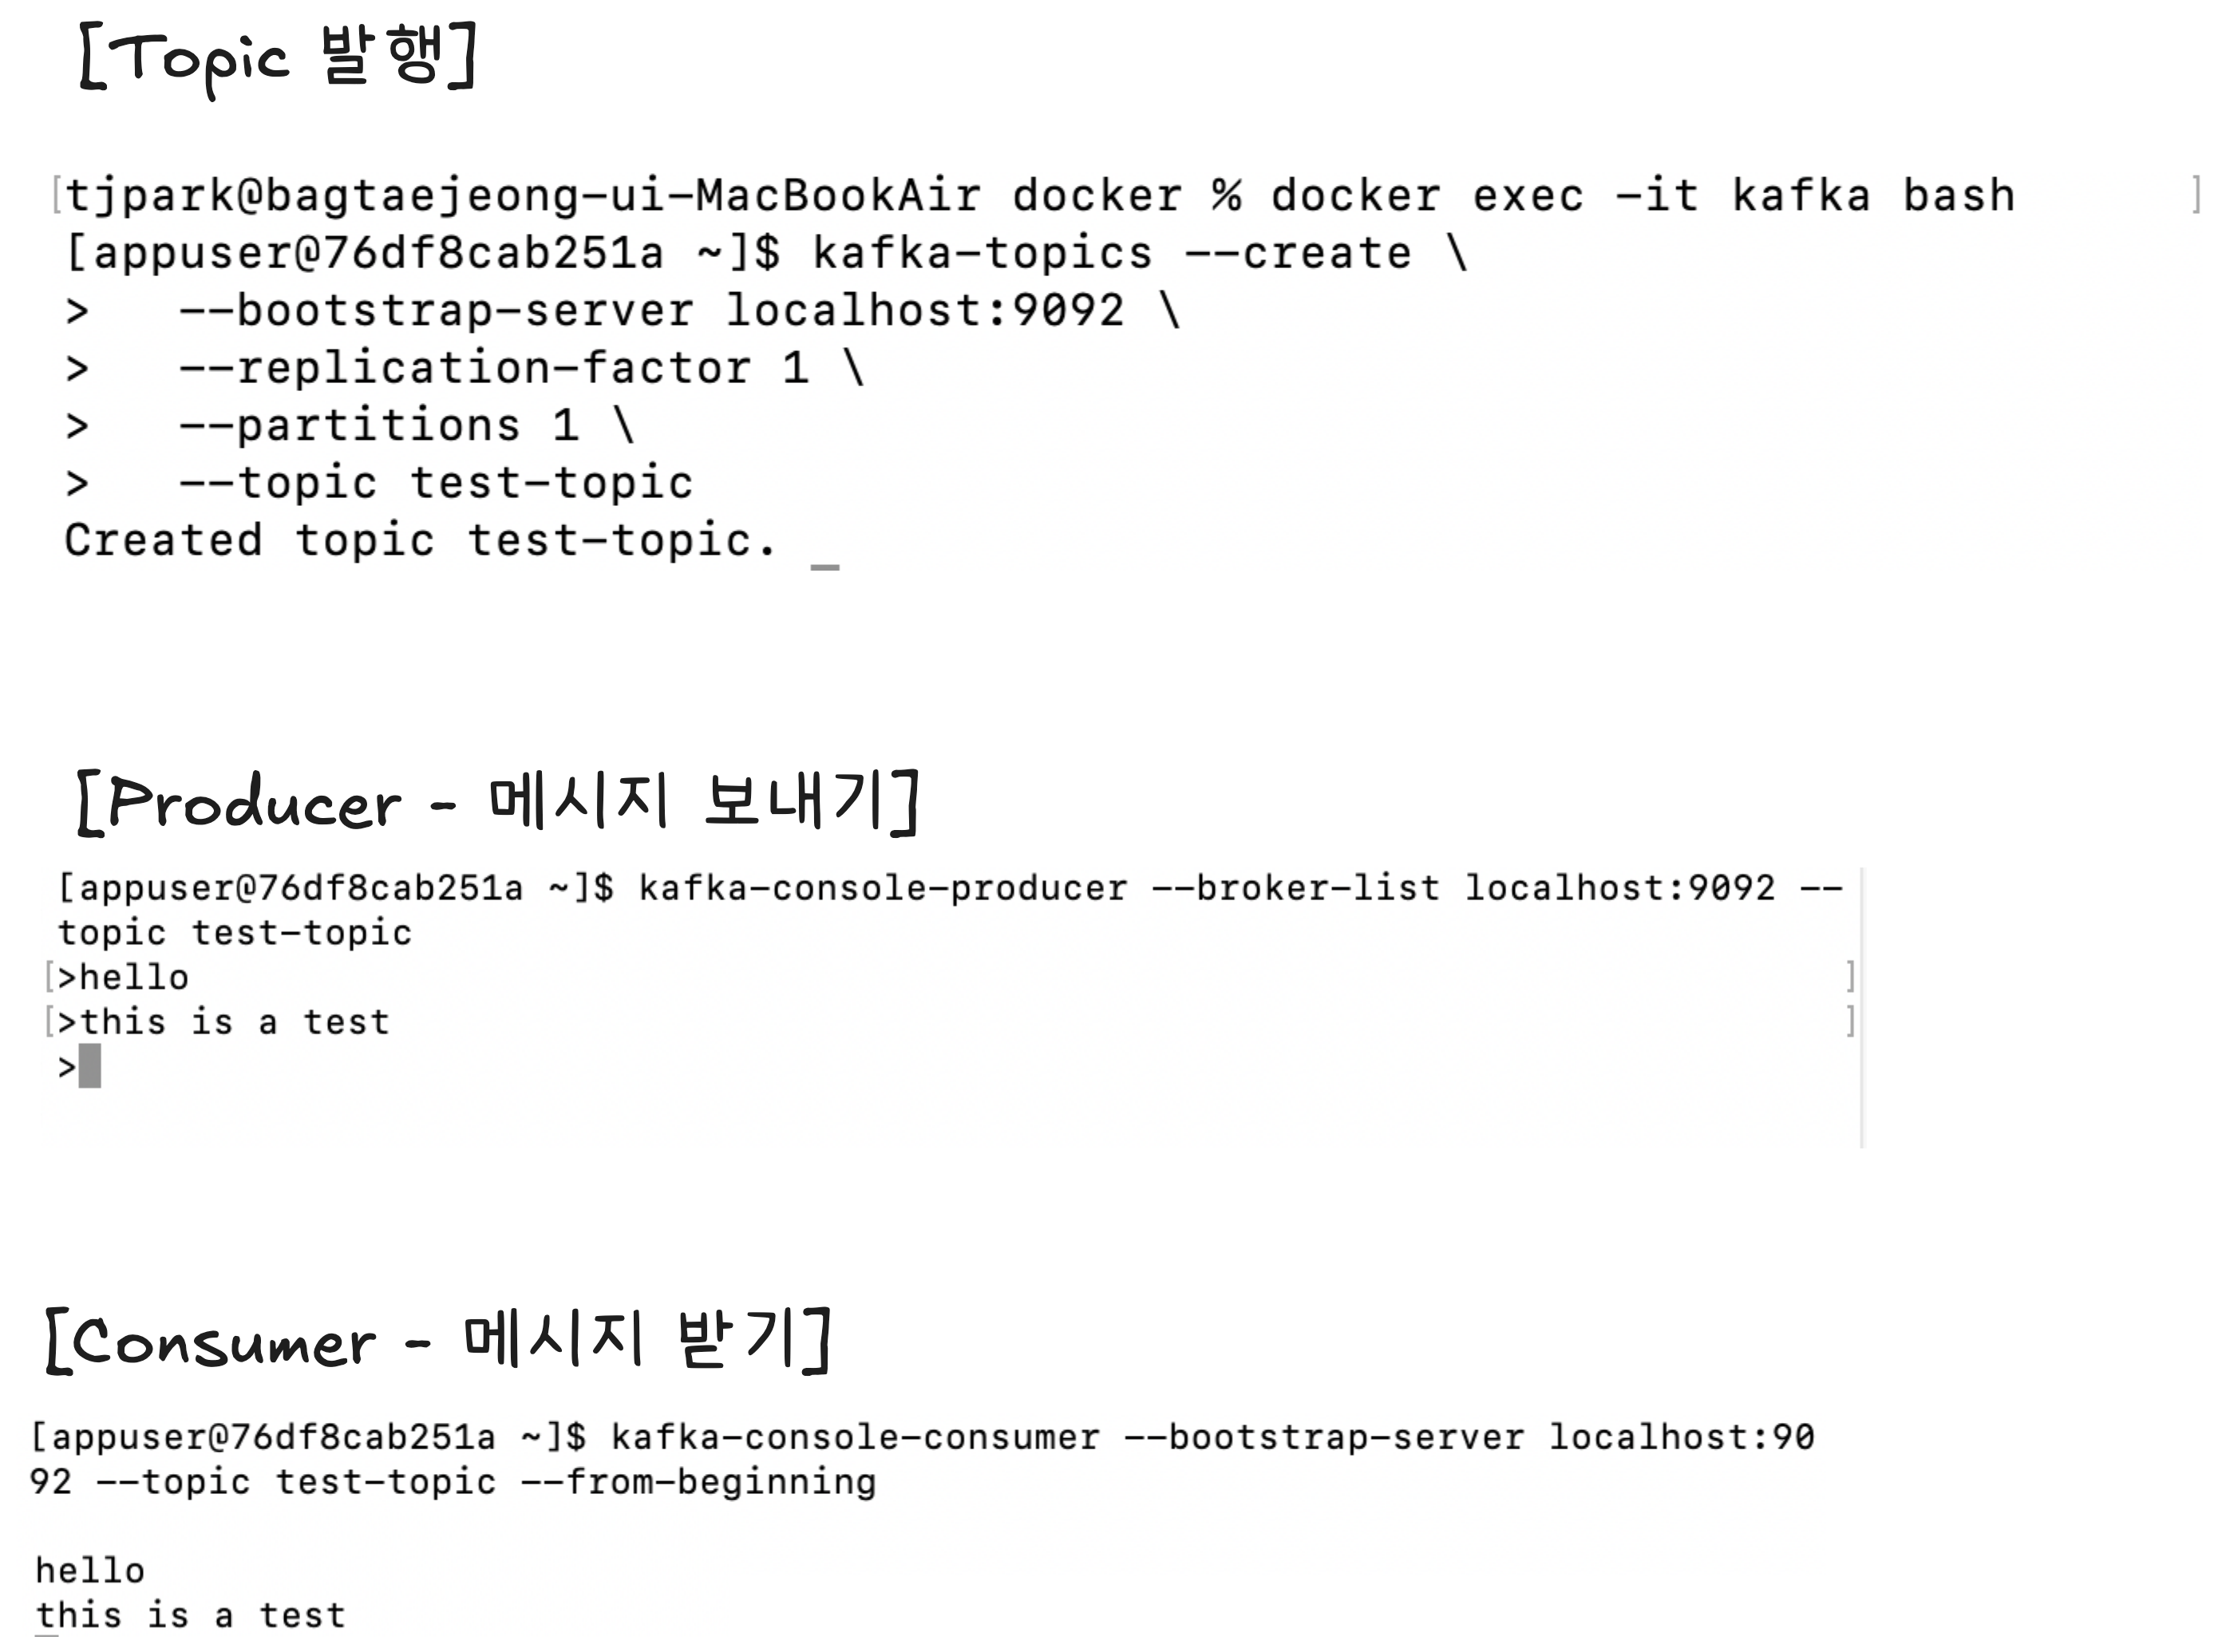 [Topic 발행]
[tjpark@bagtaejeong-ui-MacBookAir docker % docker exec -it kafka bash ]
[appuser@76df8cab251a ~]$ kafka-topics --create \
>   --bootstrap-server localhost:9092 \
>   --replication-factor 1 \
>   --partitions 1 \
>   --topic test-topic
Created topic test-topic.
[Producer - 메시지 보내기]
[appuser@76df8cab251a ~]$ kafka-console-producer --broker-list localhost:9092 --
topic test-topic
[>hello ]
[>this is a test ]
>
[Consumer - 메시지 받기]
[appuser@76df8cab251a ~]$ kafka-console-consumer --bootstrap-server localhost:90
92 --topic test-topic --from-beginning
hello
this is a test